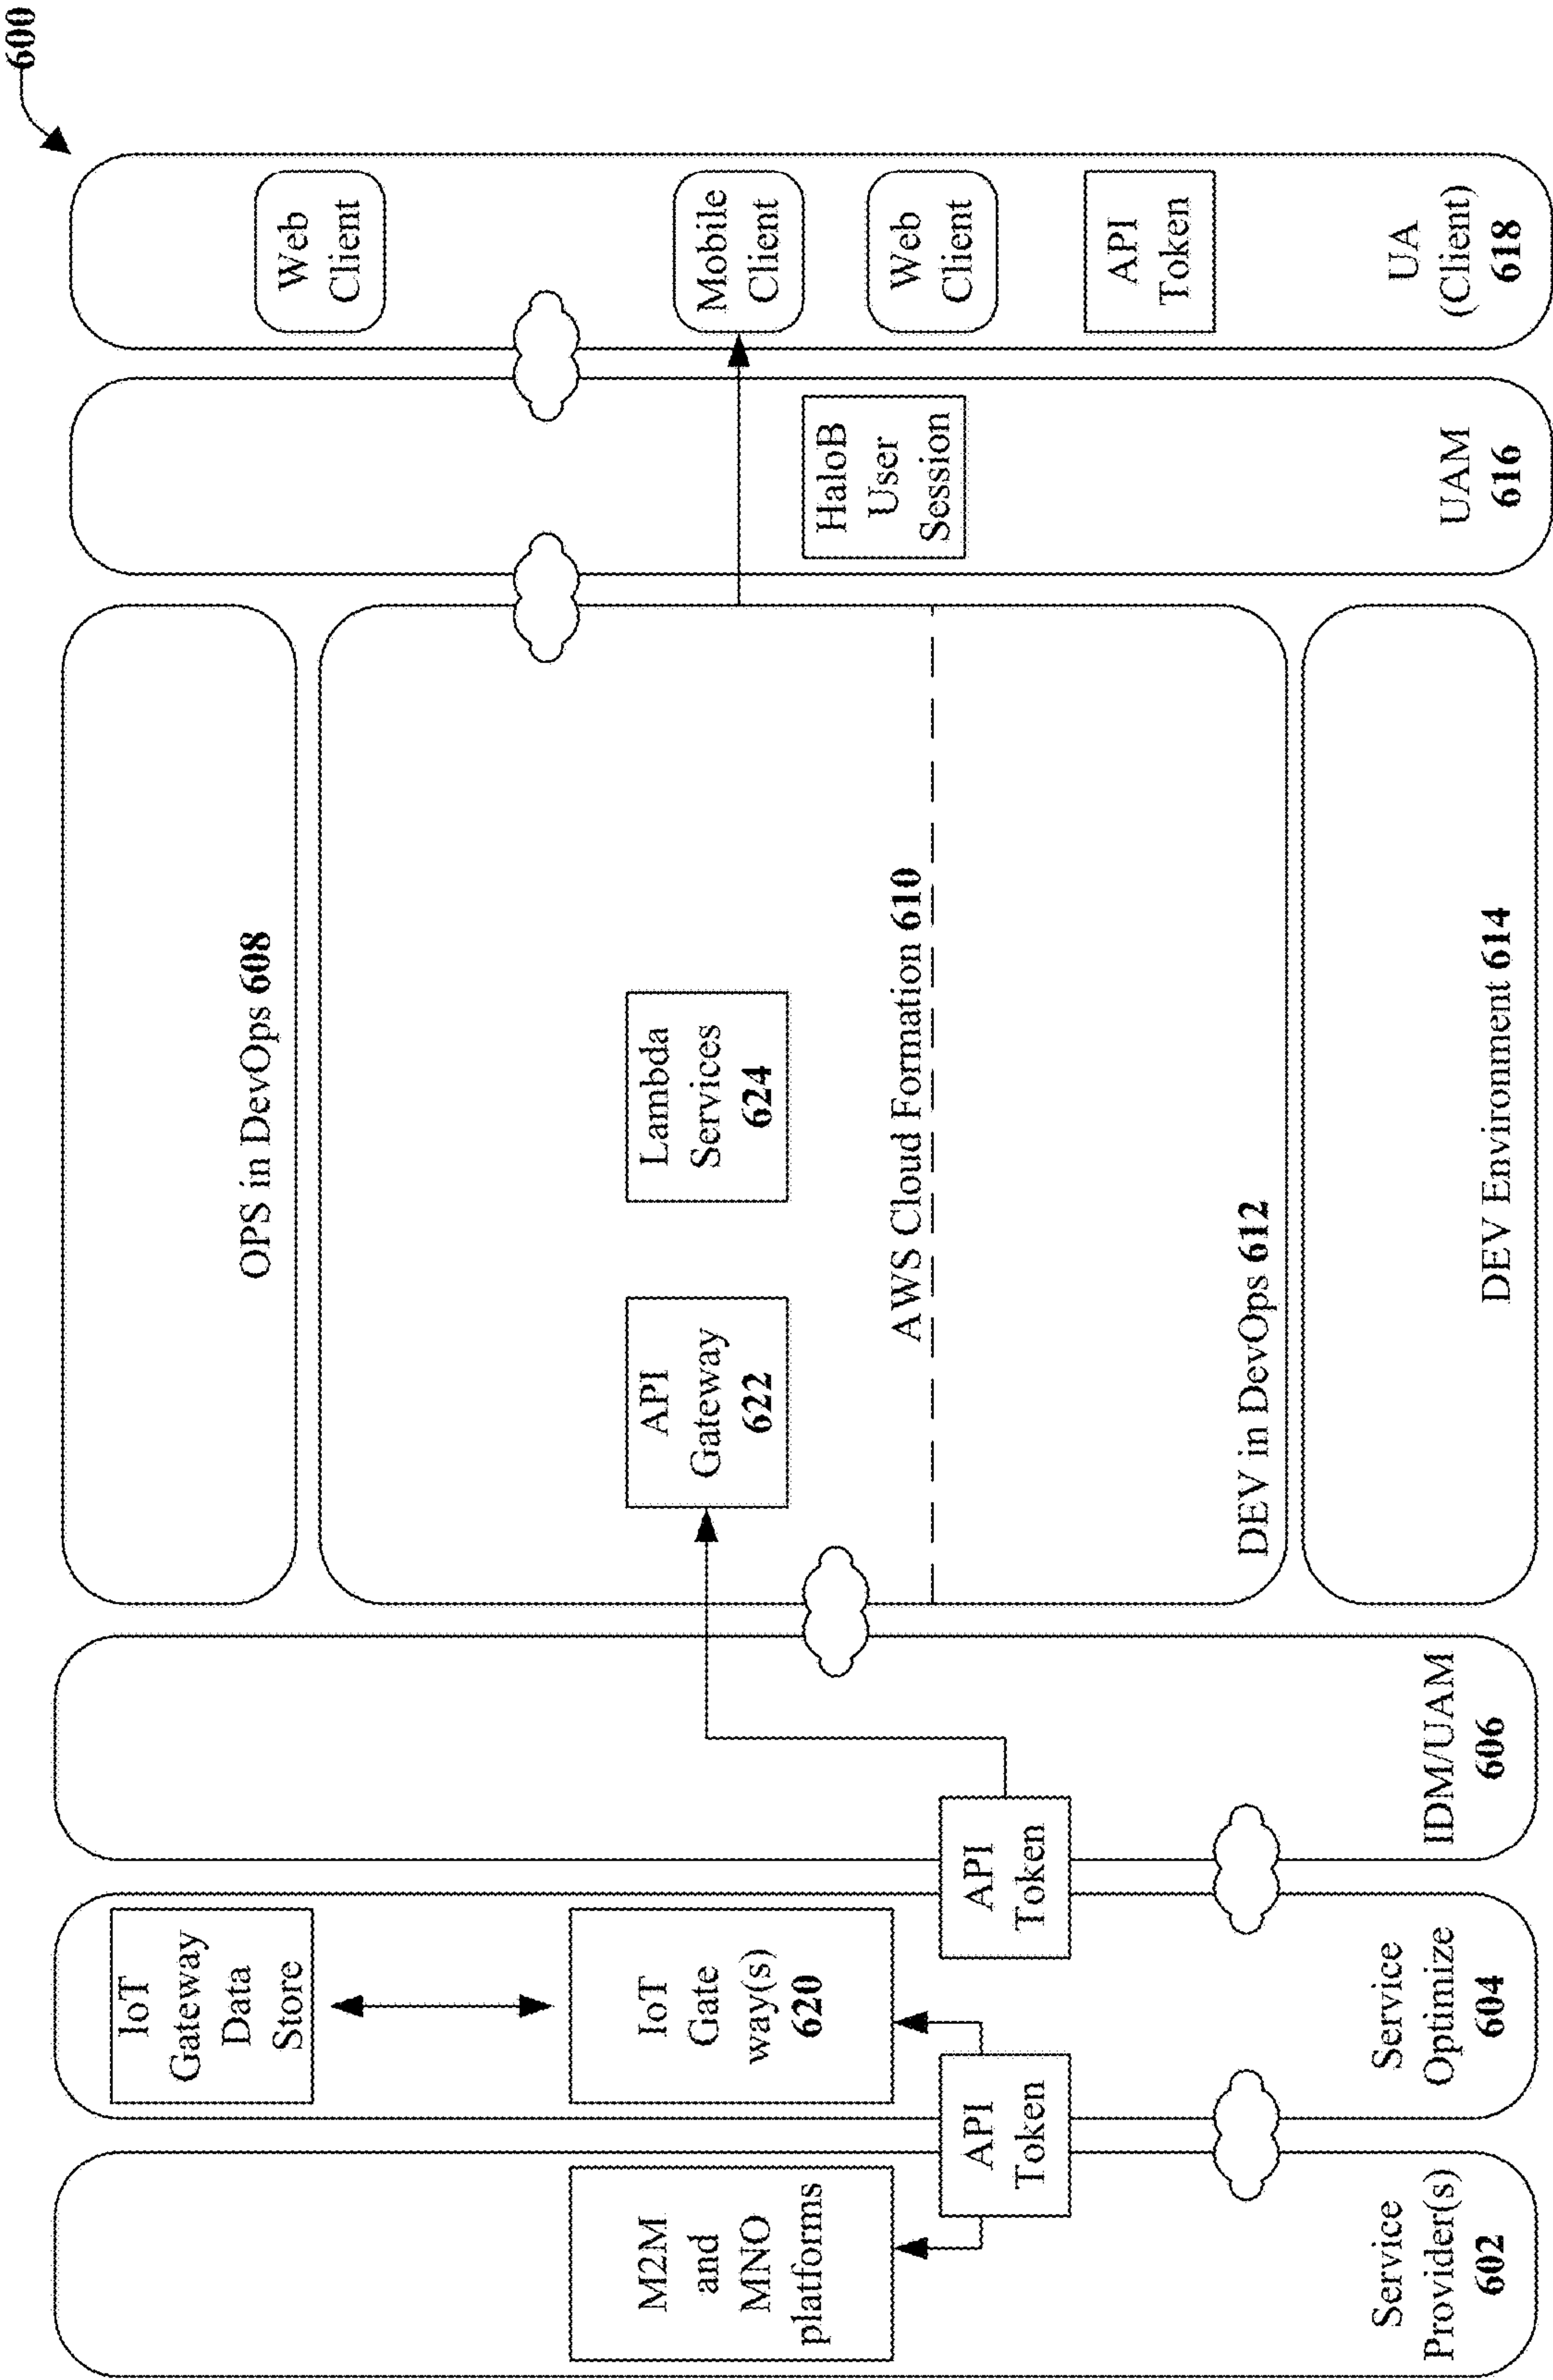 600
M2M
and
MNO
platforms
Service
Provider(s)
602
API
Token
IoT
Gateway
Data
Store
IoT
Gate
way(s)
620
Service
Optimize
604
API
Token
IDM/UAM
606
OPS in DevOps 608
API
Gateway
622
Lambda
Services
624
AWS Cloud Formation 610
DEV in DevOps 612
DEV Environment 614
HaloB
User
Session
UAM
616
Web
Client
Mobile
Client
Web
Client
API
Token
UA
(Client)
618